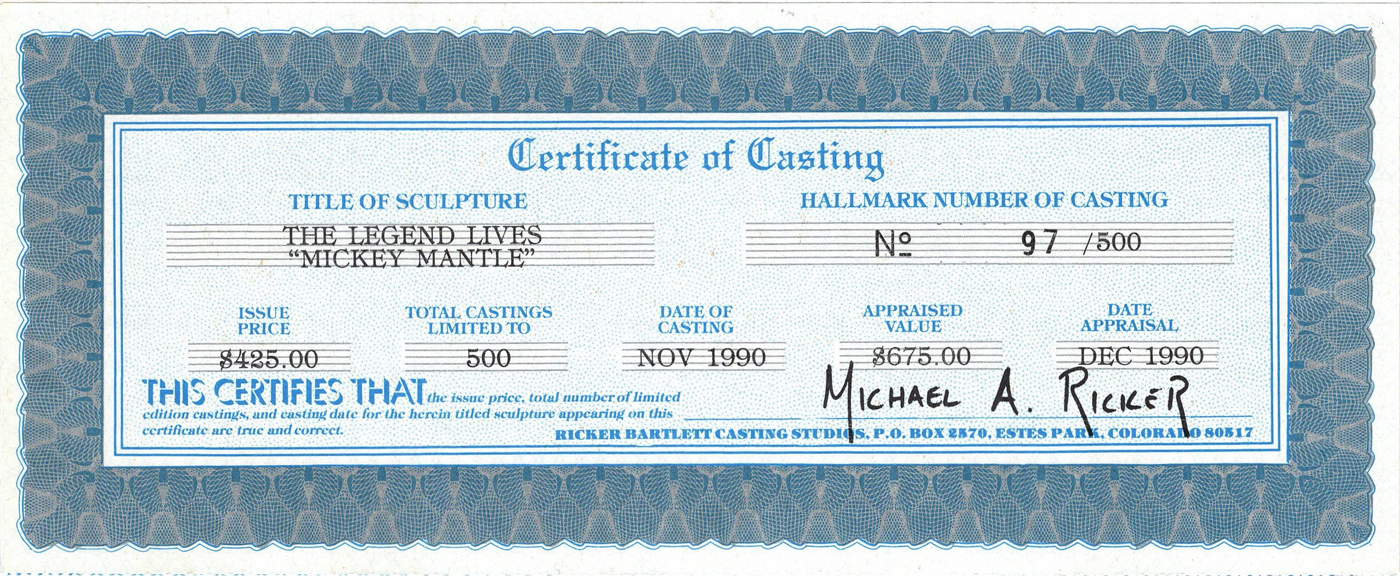 Certificate of Casting
TITLE OF SCULPTURE
THE LEGEND LIVES
“MICKEY MANTLE”
HALLMARK NUMBER OF CASTING
Nº 97 /500
ISSUE
PRICE
$425.00
TOTAL CASTINGS
LIMITED TO
500
DATE OF
CASTING
NOV 1990
APPRAISED
VALUE
$675.00
DATE
APPRAISAL
DEC 1990
THIS CERTIFIES THAT the issue price, total number of limited
edition castings, and casting date for the herein titled sculpture appearing on this
certificate are true and correct.
MICHAEL A. RICKER
RICKER BARTLETT CASTING STUDIOS, P.O. BOX 2570, ESTES PARK, COLORADO 80517